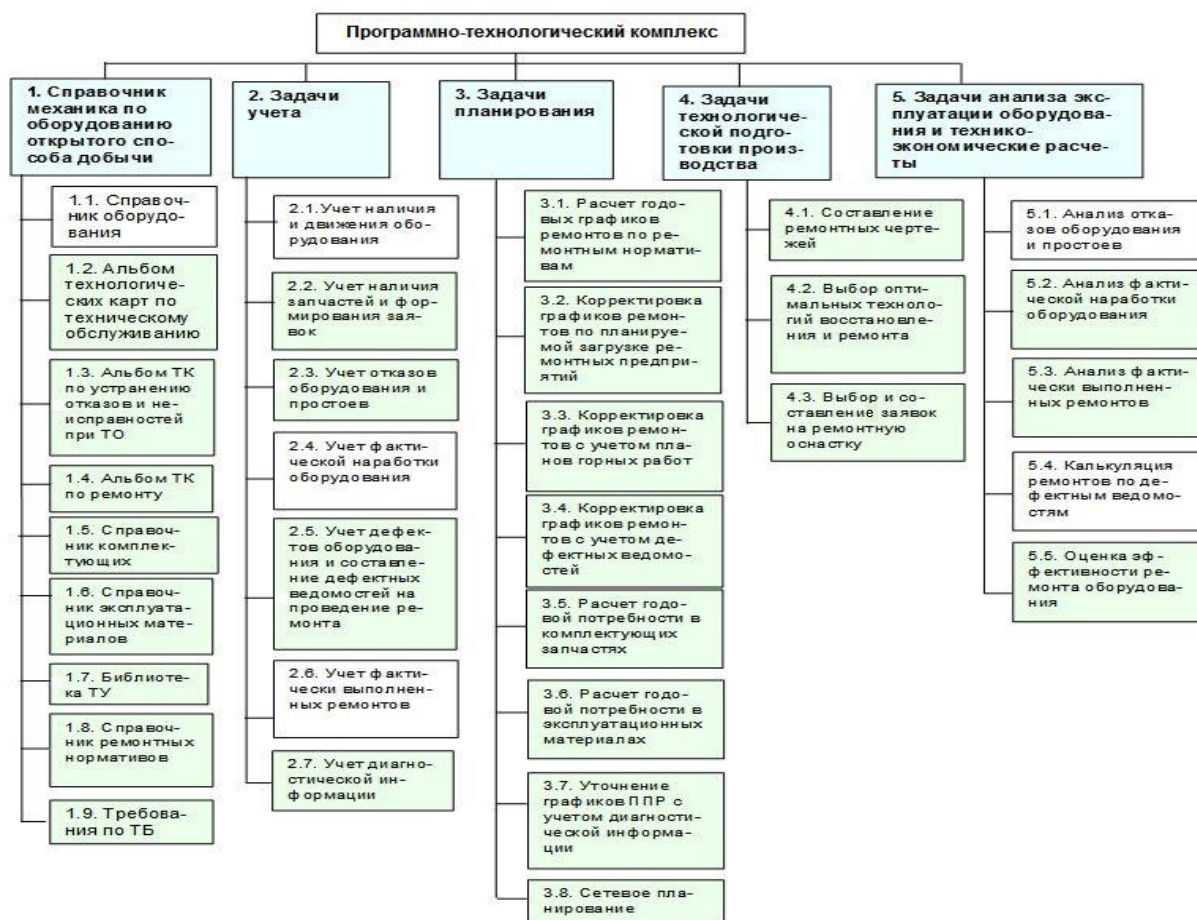 Программно-технологический комплекс
1. Справочник
механика по
оборудованию
открытого спо-
соба добычи
1.1. Справоч-
ник оборудо-
вания
1.2. Альбом
технологиче-
ских карт по
техническому
обслуживанию
1.3. Альбом ТК
по устранению
отказов и не-
исправностей
при ТО
1.4. Альбом ТК
по ремонту
1.5. Справоч-
ник комплек-
тующих
1.6. Справоч-
ник эксплуата-
ционных мате-
риалов
1.7. Библиоте-
ка ТУ
1.8. Справоч-
ник ремонтных
нормативов
1.9. Требова-
ния по ТБ
2. Задачи
учета
2.1.Учет наличия
и движения обо-
рудования
2.2. Учет наличия
запчастей и фор-
мирования зая-
вок
2.3. Учет отказов
оборудования и
простоев
2.4. Учет факти-
ческой наработки
оборудования
2.5. Учет дефек-
тов оборудова-
ния и составле-
ние дефектных
ведомостей на
проведение ре-
монта
2.6. Учет факти-
чески выполнен-
ных ремонтов
2.7. Учет диагно-
стической ин-
формации
3. Задачи
планирования
3.1. Расчет годо-
вых графиков
ремонтов по ре-
монтным норматив-
вам
3.2. Корректировка
графиков ремон-
тов по планируе-
мой загрузке ре-
монтных предпри-
ятий
3.3. Корректировка
графиков ремон-
тов с учетом пла-
нов горных работ
3.4. Корректировка
графиков ремон-
тов с учетом де-
фектных ведомо-
стей
3.5. Расчет годо-
вой потребности в
комплектующих
запчастях
3.6. Расчет годо-
вой потребности в
эксплуатационных
материалах
3.7. Уточнение
графиков ППР с
учетом диагности-
ческой информа-
ции
3.8. Сетевое пла-
нирование
4. Задачи
технологиче-
ской подго-
товки произ-
водства
4.1. Составление
ремонтных черте-
жей
4.2. Выбор опти-
мальных техноло-
гий восстановле-
ния и ремонта
4.3. Выбор и со-
ставление заявок
на ремонтную
оснастку
5. Задачи анализа экс-
плуатации оборудова-
ния и технико-
экономические расче-
ты
5.1. Анализ отка-
зов оборудования
и простоев
5.2. Анализ факти-
ческой наработки
оборудования
5.3. Анализ факти-
чески выполнен-
ных ремонтов
5.4. Калькуляция
ремонтов по де-
фектным ведомо-
стям
5.5. Оценка эф-
фективности ре-
монта оборудова-
ния